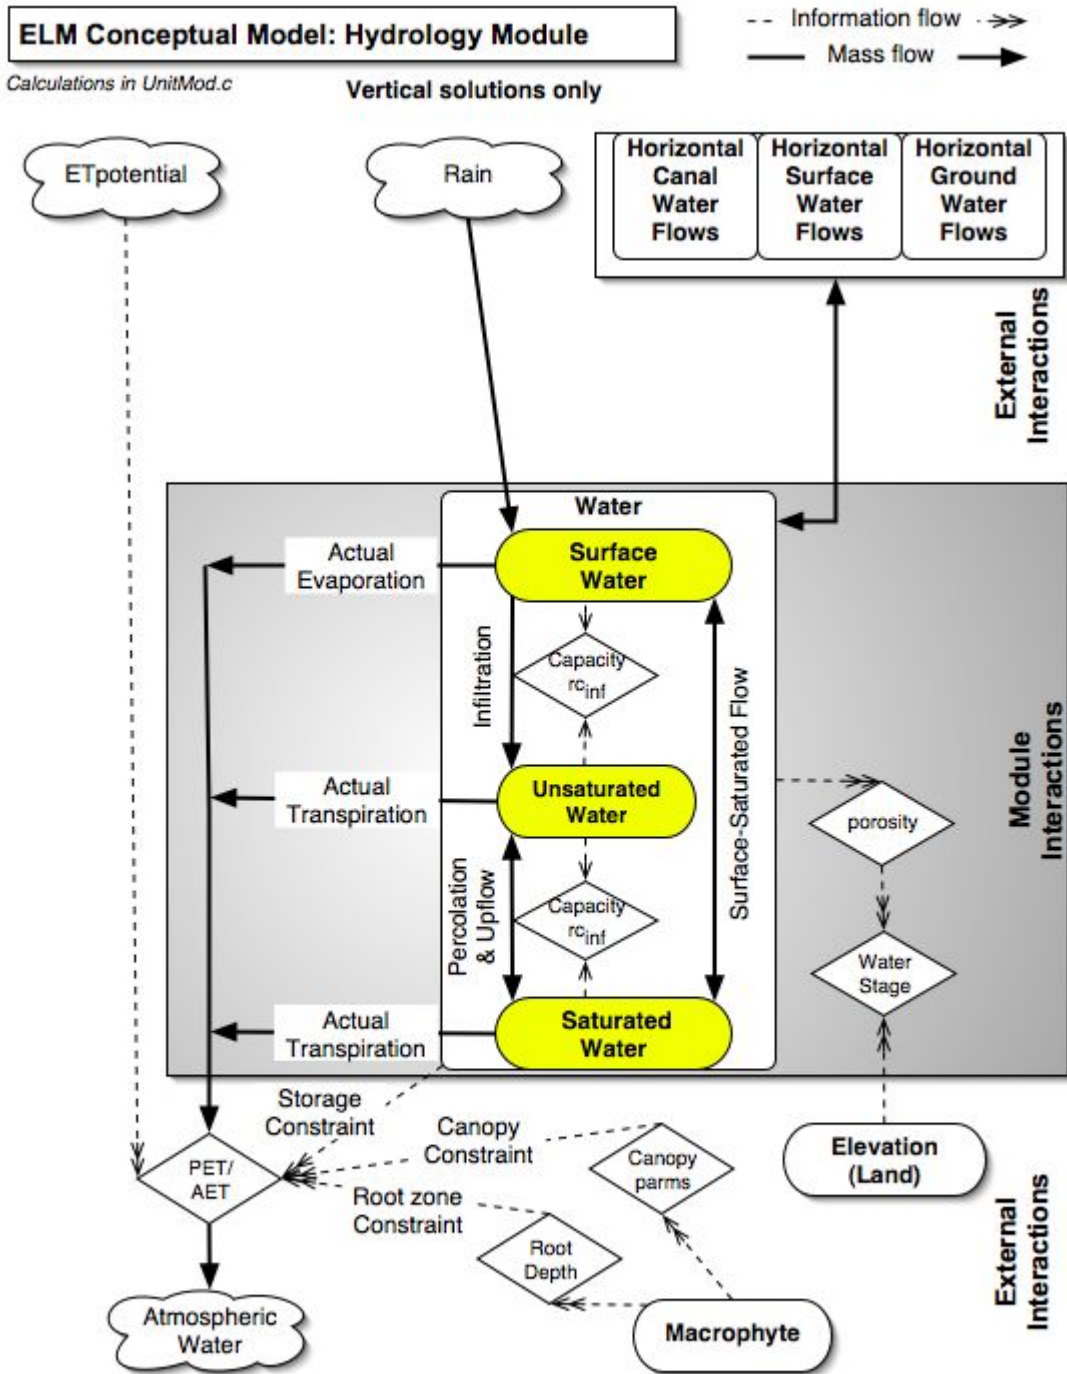 ELM Conceptual Model: Hydrology Module
Information flow
Mass flow
Calculations in UnitMod.c
Vertical solutions only
ETpotential
Rain
Horizontal
Canal
Water
Flows
Horizontal
Surface
Water
Flows
Horizontal
Ground
Water
Flows
External
Interactions
Water
Surface
Water
Actual
Evaporation
Infiltration
Capacity
rcinf
Surface-Saturated Flow
Module
Interactions
Actual
Transpiration
Unsaturated
Water
porosity
Percolation
& Upflow
Capacity
rcinf
Water
Stage
Actual
Transpiration
Saturated
Water
Storage
Constraint
Canopy
Constraint
Canopy
parms
Elevation
(Land)
PET/
AET
Root zone
Constraint
Root
Depth
External
Interactions
Atmospheric
Water
Macrophyte